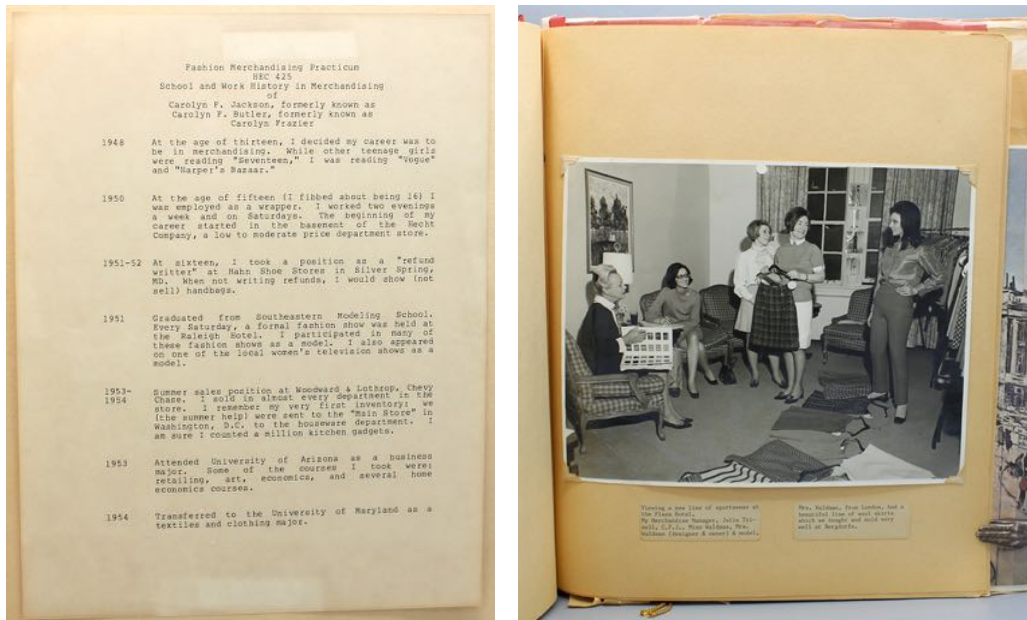 Fashion Merchandising Practicum
HEC 425
School and Work History in Merchandising
of
Carolyn F. Jackson, formerly known as
Carolyn F. Butler, formerly known as
Carolyn Frazier
1948 At the age of thirteen, I decided my career was to
be in merchandising. While other teenage girls
were reading "Seventeen," I was reading "Vogue"
and "Harper's Bazaar."
1950 At the age of fifteen (I fibbed about being 16) I
was employed as a wrapper. I worked two evenings
a week and on Saturdays. The beginning of my
career started in the basement of the Hecht
Company, a low to moderate price department store.
1951-52 At sixteen, I took a position as a "refund
writter" at Hahn Shoe Stores in Silver Spring,
MD. When not writing refunds, I would show (not
sell) handbags.
1951 Graduated from Southeastern Modeling School.
Every Saturday, a formal fashion show was held at
the Raleigh Hotel. I participated in many of
these fashion shows as a model. I also appeared
on one of the local women's television shows as a
model.
1953- Summer sales position at Woodward & Lothrop, Chevy
1954 Chase. I sold in almost every department in the
store. I remember my very first inventory: we
(the summer help) were sent to the "Main Store" in
Washington, D.C. to the houseware department. I
am sure I counted a million kitchen gadgets.
1953 Attended University of Arizona as a business
major. Some of the courses I took were:
retailing, art, economics, and several home
economics courses.
1954 Transferred to the University of Maryland as a
textiles and clothing major.
Viewing a new line of sportswear at
the Plaza Hotel.
My Merchandise Manager, Julie
C.F.J., Miss Waldman, Mrs.
Waldman (designer & owner) & model.
Mrs. Waldman, from London, had a
beautiful line of wool skirts
which we bought and sold very
well at Bergdorfs.